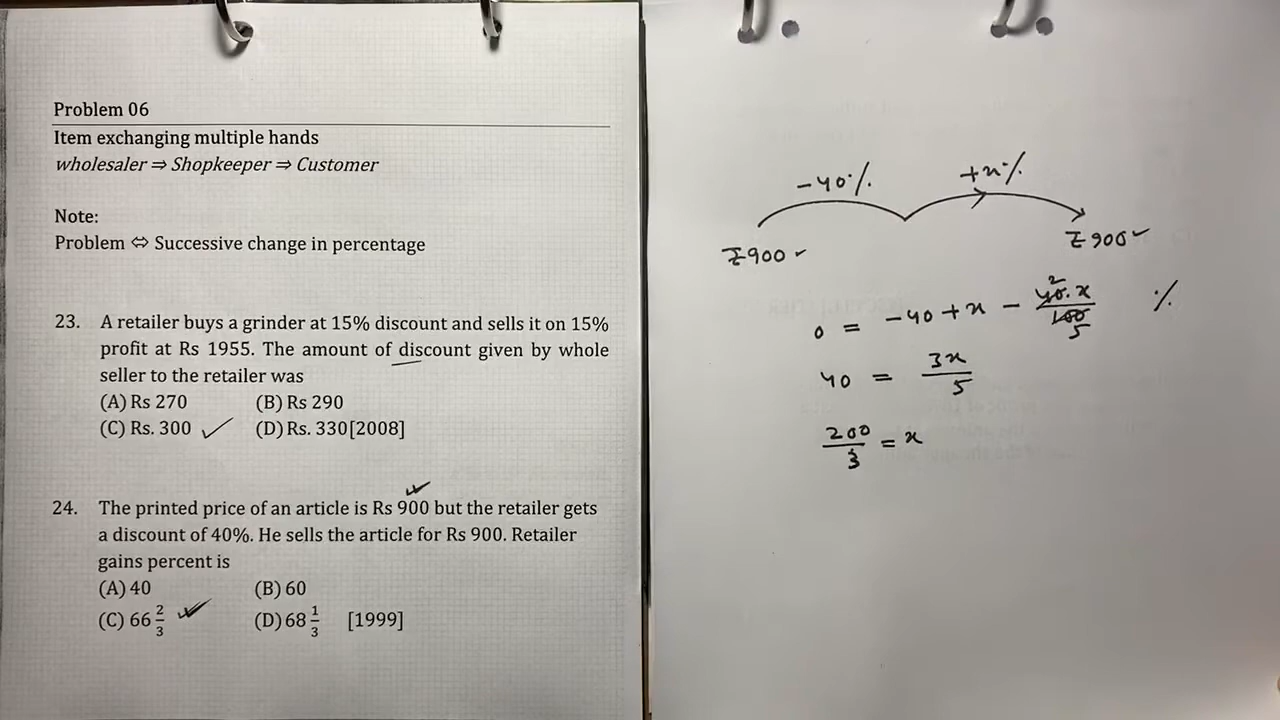 Problem 06
Item exchanging multiple hands
wholesaler ⇒ Shopkeeper ⇒ Customer
Note:
Problem ⇔ Successive change in percentage
23. A retailer buys a grinder at 15% discount and sells it on 15%
profit at Rs 1955. The amount of discount given by whole
seller to the retailer was
(A) Rs 270 (B) Rs 290
(C) Rs. 300 ✓ (D) Rs. 330[2008]
24. The printed price of an article is Rs 900 but the retailer gets
a discount of 40%. He sells the article for Rs 900. Retailer
gains percent is
(A) 40 (B) 60
(C) 66 2/3 ✓ (D) 68 1/3 [1999]
-40% +x%
₹900 ✓ ₹900 ✓
0 = -40 + x - 40.x/100 %
2
5
40 = 3x/5
200/3 = x